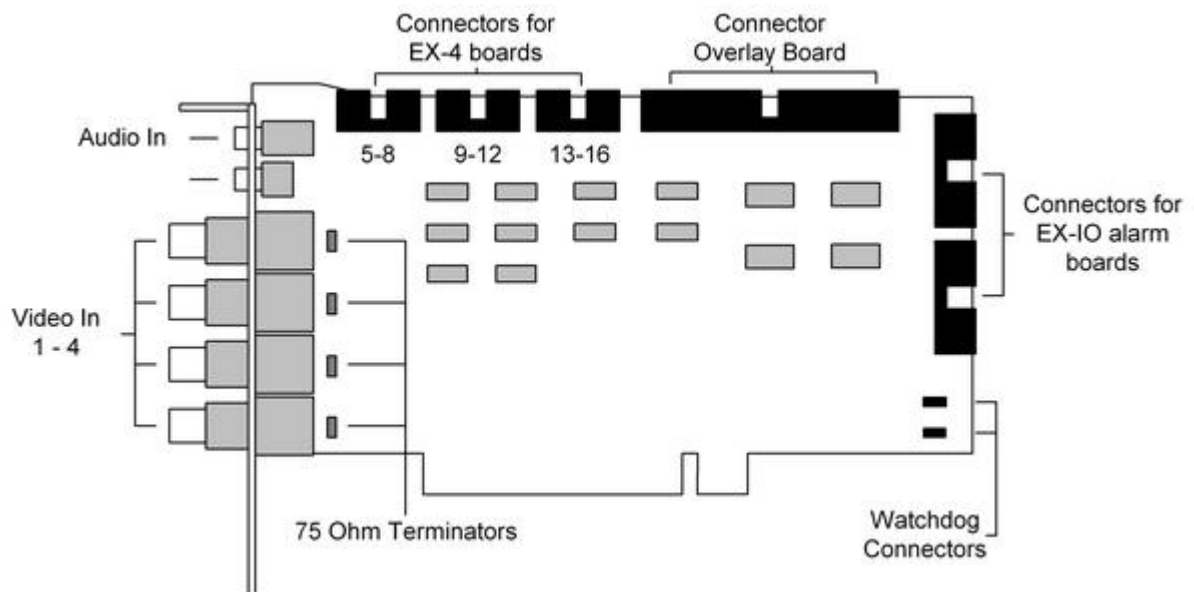 Connectors for
EX-4 boards
Connector
Overlay Board
Audio In
5-8
9-12
13-16
Connectors for
EX-IO alarm
boards
Video In
1 - 4
75 Ohm Terminators
Watchdog
Connectors